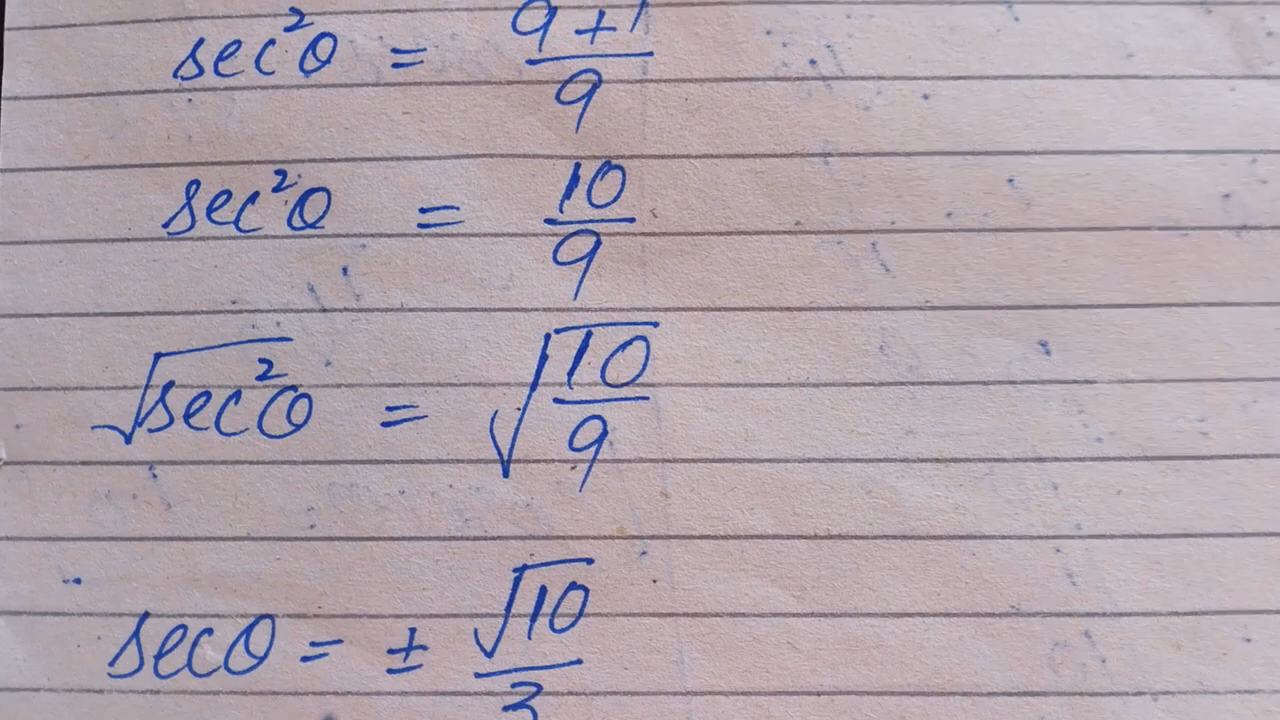 sec²θ = (9+1)/9
sec²θ = 10/9
√sec²θ = √(10/9)
secθ = ± √10/3